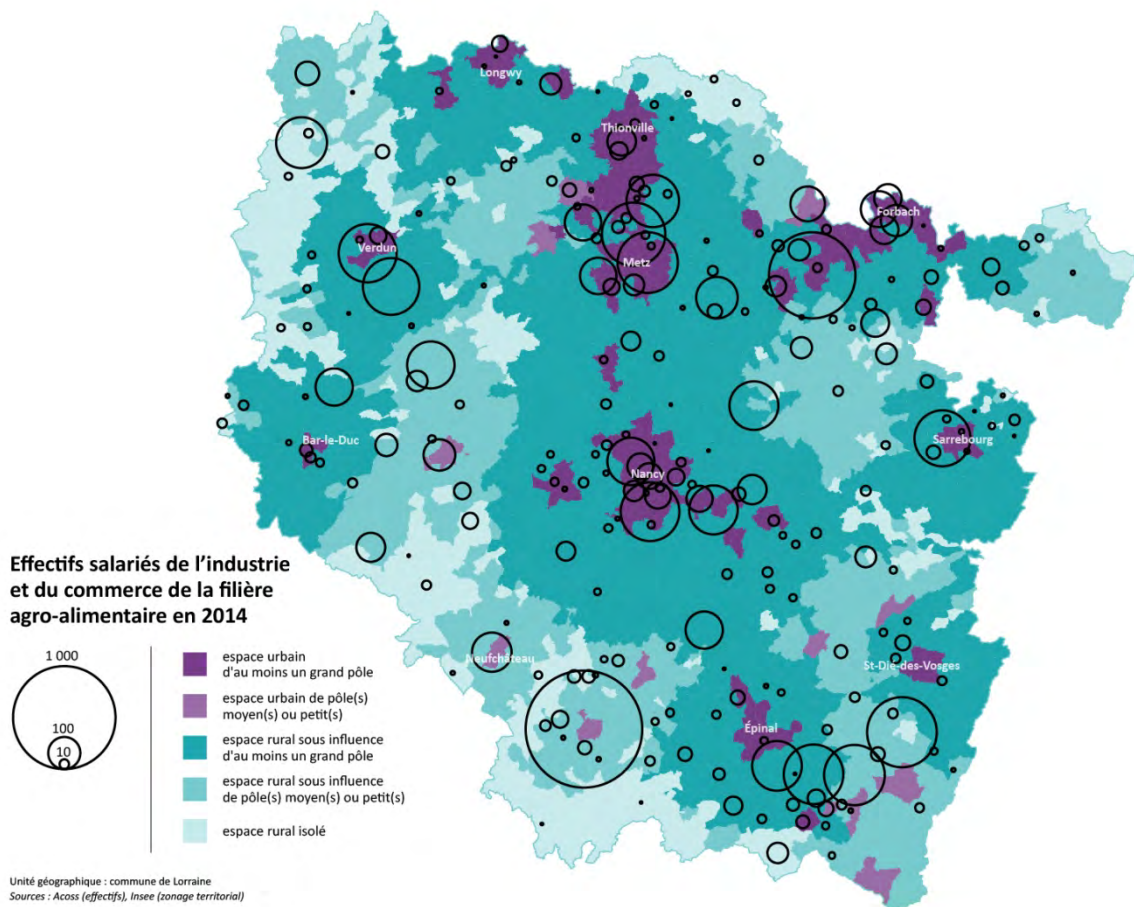 Longwy
Thionville
Forbach
Verdun
Metz
Bar-le-Duc
Sarrebourg
Nancy
Effectifs salariés de l'industrie
et du commerce de la filière
agro-alimentaire en 2014
1 000
100
10
espace urbain
d'au moins un grand pôle
espace urbain de pôle(s)
moyen(s) ou petit(s)
espace rural sous influence
d'au moins un grand pôle
espace rural sous influence
de pôle(s) moyen(s) ou petit(s)
espace rural isolé
Neufchâteau
St-Dié-des-Vosges
Épinal
Unité géographique : commune de Lorraine
Sources : Acoss (effectifs), Insee (zonage territorial)